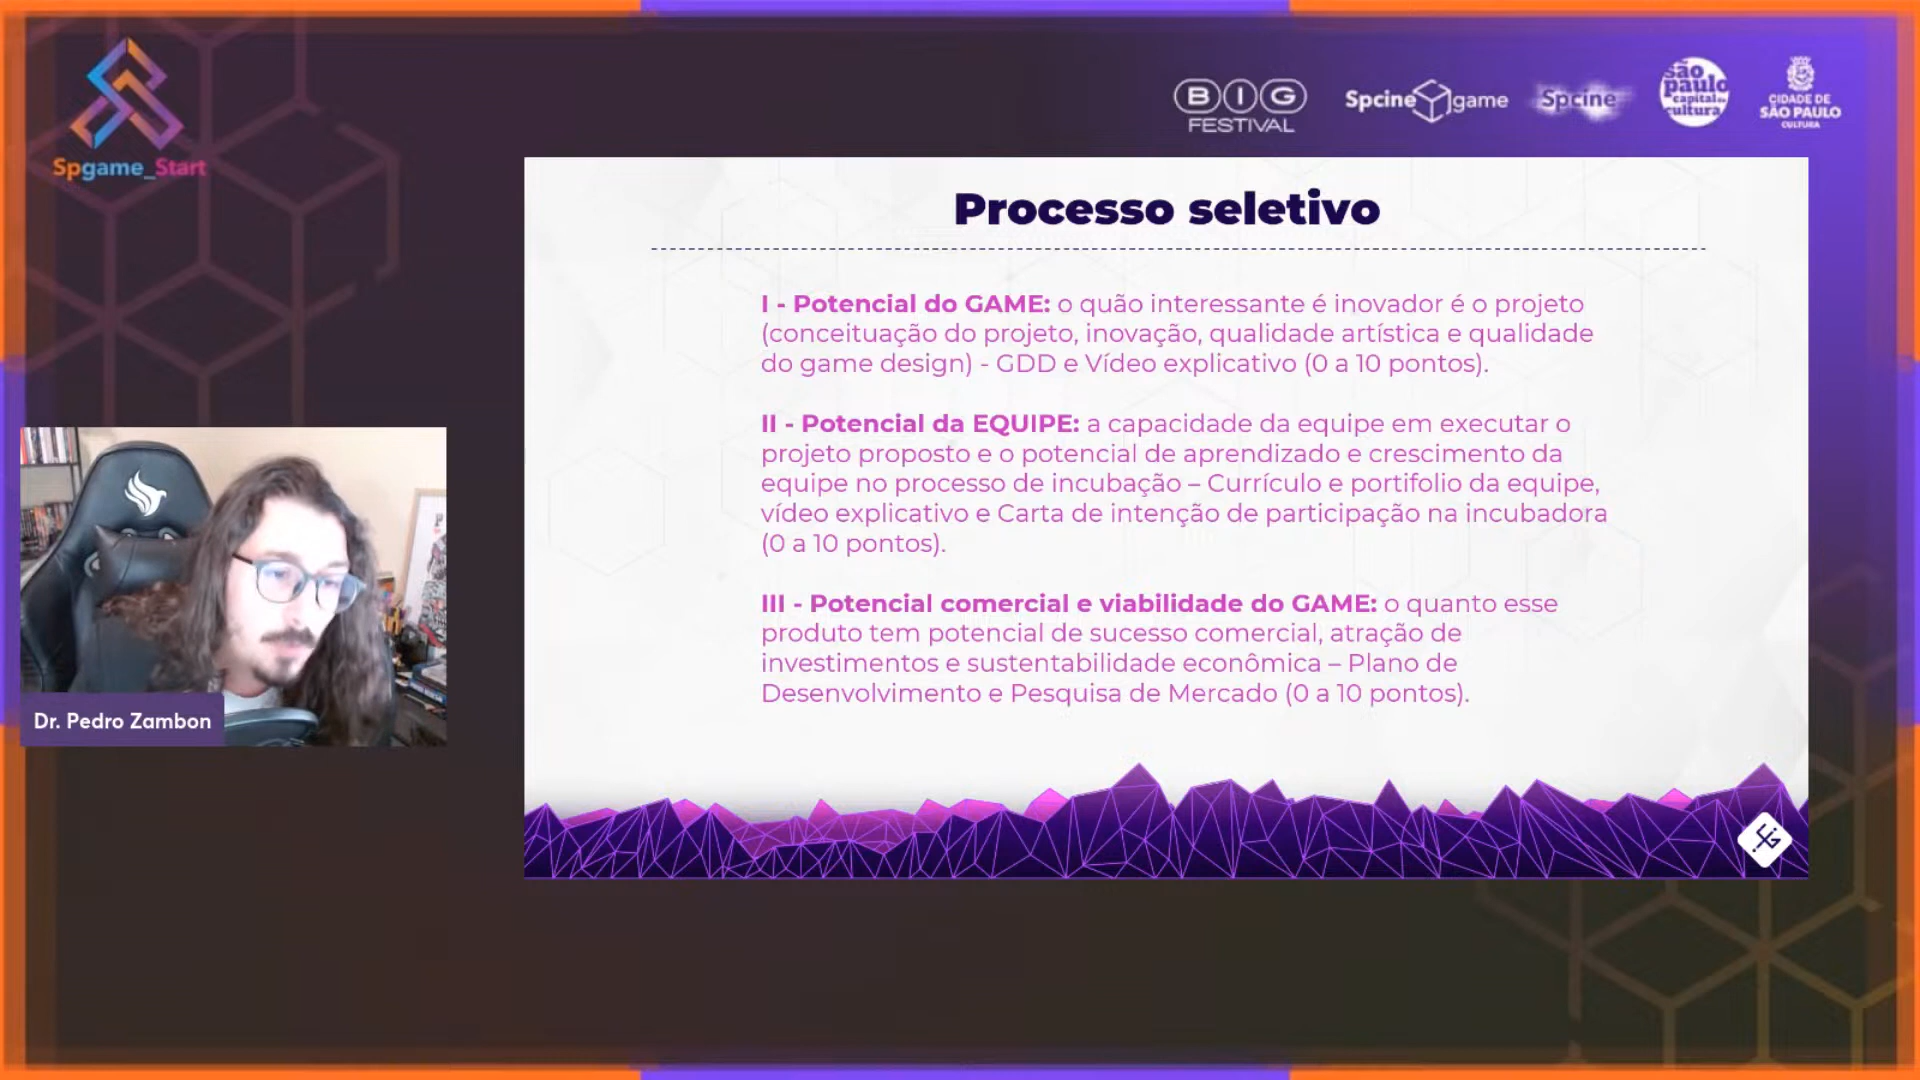 Spgame_Start
BIG
FESTIVAL
Spcine game
Spcine
são
paulo
capital da
cultura
CIDADE DE
SÃO PAULO
CULTURA
Processo seletivo
I - Potencial do GAME: o quão interessante é inovador é o projeto
(conceituação do projeto, inovação, qualidade artística e qualidade
do game design) - GDD e Vídeo explicativo (0 a 10 pontos).
II - Potencial da EQUIPE: a capacidade da equipe em executar o
projeto proposto e o potencial de aprendizado e crescimento da
equipe no processo de incubação – Currículo e portifolio da equipe,
vídeo explicativo e Carta de intenção de participação na incubadora
(0 a 10 pontos).
III - Potencial comercial e viabilidade do GAME: o quanto esse
produto tem potencial de sucesso comercial, atração de
investimentos e sustentabilidade econômica – Plano de
Desenvolvimento e Pesquisa de Mercado (0 a 10 pontos).
Dr. Pedro Zambon